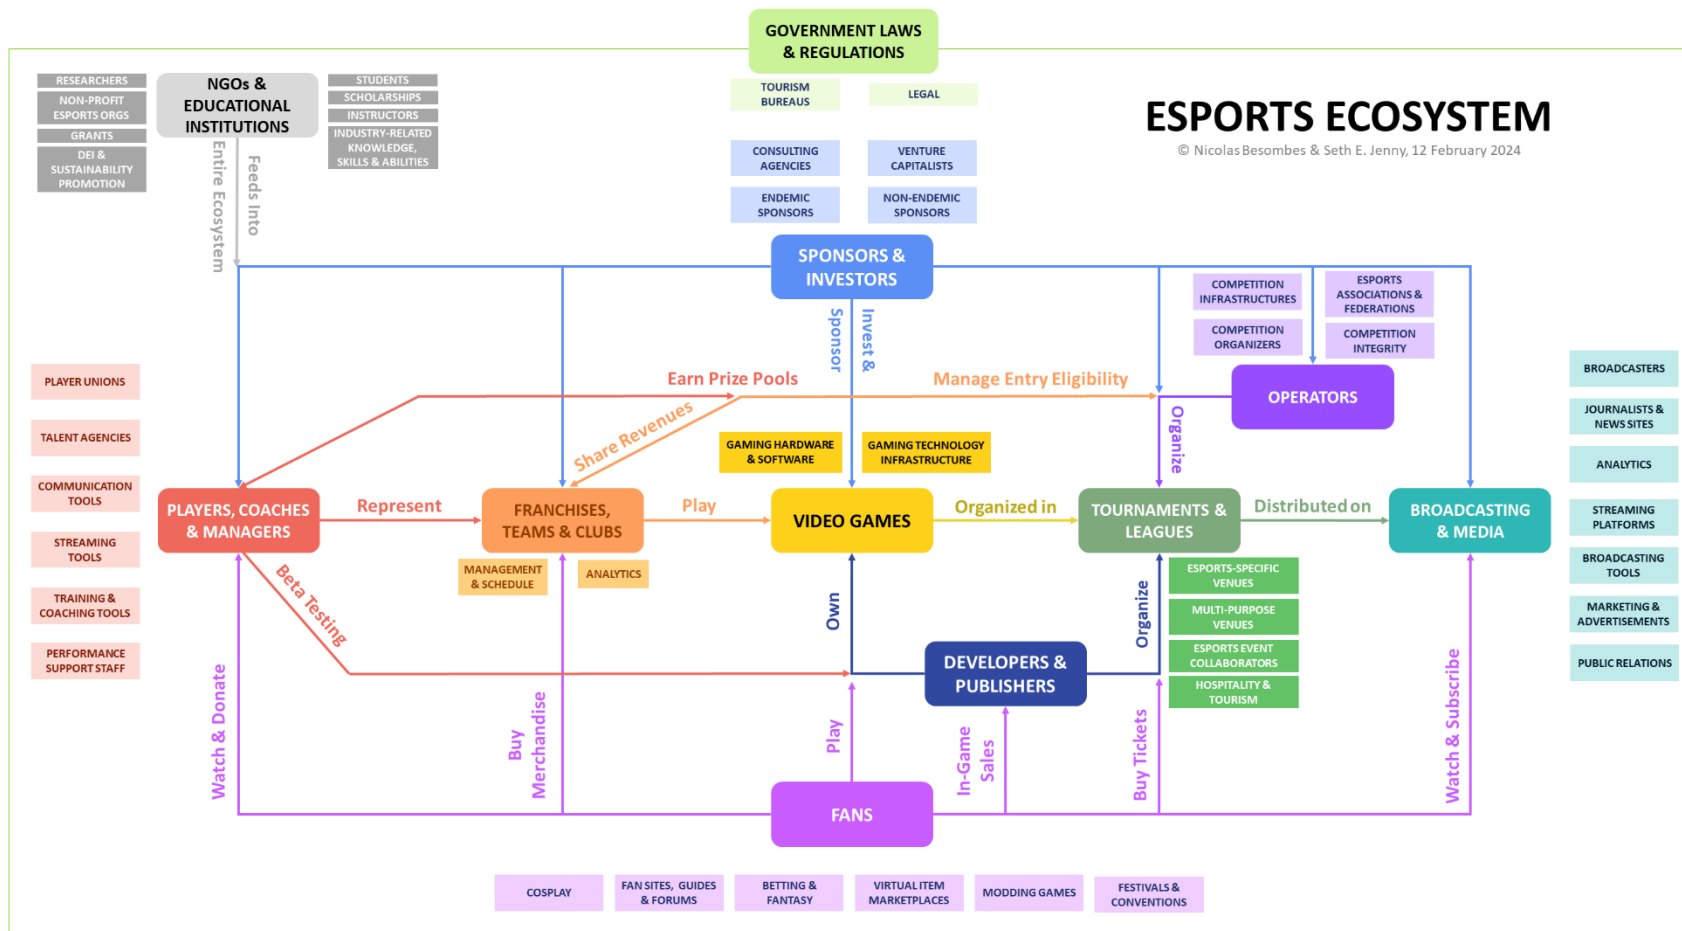 GOVERNMENT LAWS
& REGULATIONS
RESEARCHERS
NON-PROFIT
ESPORTS ORGS
GRANTS
DEI &
SUSTAINABILITY
PROMOTION
NGOs &
EDUCATIONAL
INSTITUTIONS
STUDENTS
SCHOLARSHIPS
INSTRUCTORS
INDUSTRY-RELATED
KNOWLEDGE,
SKILLS & ABILITIES
Feeds Into
Entire Ecosystem
TOURISM
BUREAUS
LEGAL
CONSULTING
AGENCIES
VENTURE
CAPITALISTS
ENDEMIC
SPONSORS
NON-ENDEMIC
SPONSORS
ESPORTS ECOSYSTEM
© Nicolas Besombes & Seth E. Jenny, 12 February 2024
SPONSORS &
INVESTORS
Invest &
Sponsor
COMPETITION
INFRASTRUCTURES
ESPORTS
ASSOCIATIONS &
FEDERATIONS
COMPETITION
ORGANIZERS
COMPETITION
INTEGRITY
OPERATORS
Organize
Earn Prize Pools
Manage Entry Eligibility
Share Revenues
PLAYER UNIONS
TALENT AGENCIES
COMMUNICATION
TOOLS
STREAMING
TOOLS
TRAINING &
COACHING TOOLS
PERFORMANCE
SUPPORT STAFF
GAMING HARDWARE
& SOFTWARE
GAMING TECHNOLOGY
INFRASTRUCTURE
PLAYERS, COACHES
& MANAGERS
Represent
FRANCHISES,
TEAMS & CLUBS
Play
VIDEO GAMES
Organized in
TOURNAMENTS &
LEAGUES
Distributed on
BROADCASTING
& MEDIA
BROADCASTERS
JOURNALISTS &
NEWS SITES
ANALYTICS
STREAMING
PLATFORMS
BROADCASTING
TOOLS
MARKETING &
ADVERTISEMENTS
PUBLIC RELATIONS
MANAGEMENT
& SCHEDULE
ANALYTICS
Beta Testing
Own
Organize
DEVELOPERS &
PUBLISHERS
ESPORTS-SPECIFIC
VENUES
MULTI-PURPOSE
VENUES
ESPORTS EVENT
COLLABORATORS
HOSPITALITY &
TOURISM
Watch & Donate
Buy
Merchandise
Play
In-Game
Sales
Buy Tickets
Watch & Subscribe
FANS
COSPLAY
FAN SITES, GUIDES
& FORUMS
BETTING &
FANTASY
VIRTUAL ITEM
MARKETPLACES
MODDING GAMES
FESTIVALS &
CONVENTIONS